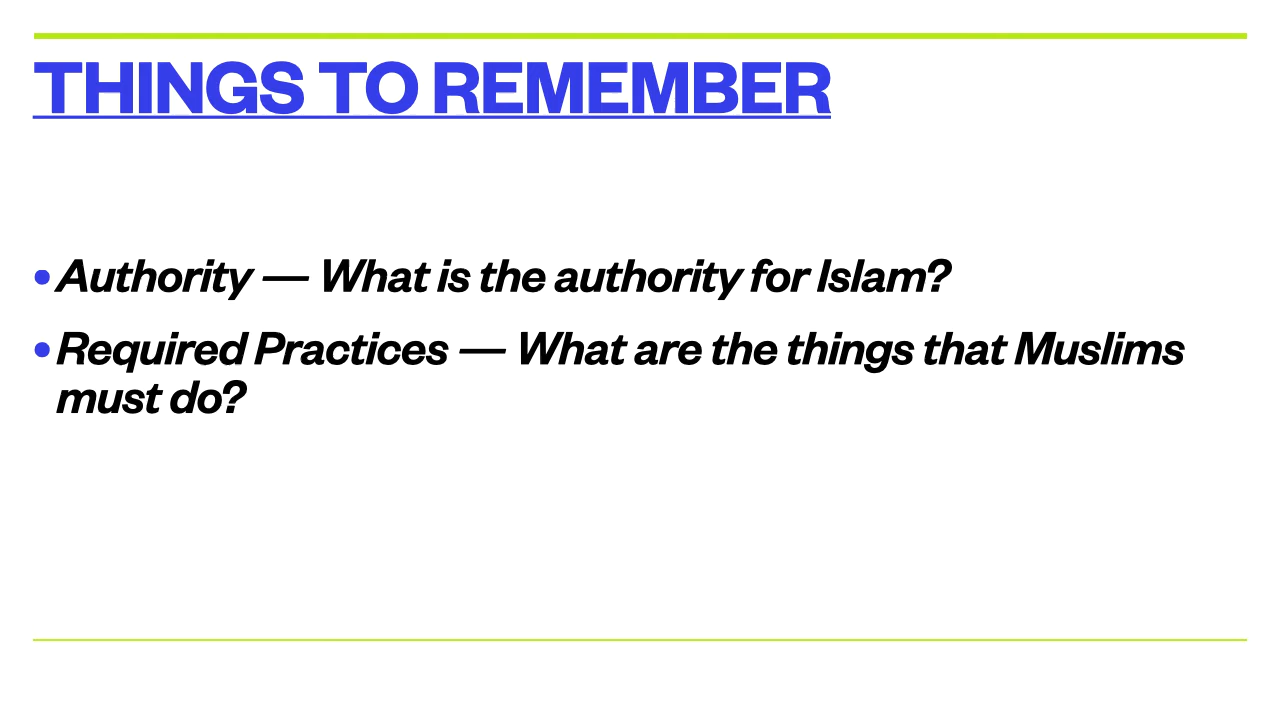 THINGS TO REMEMBER
• Authority — What is the authority for Islam?
• Required Practices — What are the things that Muslims
must do?